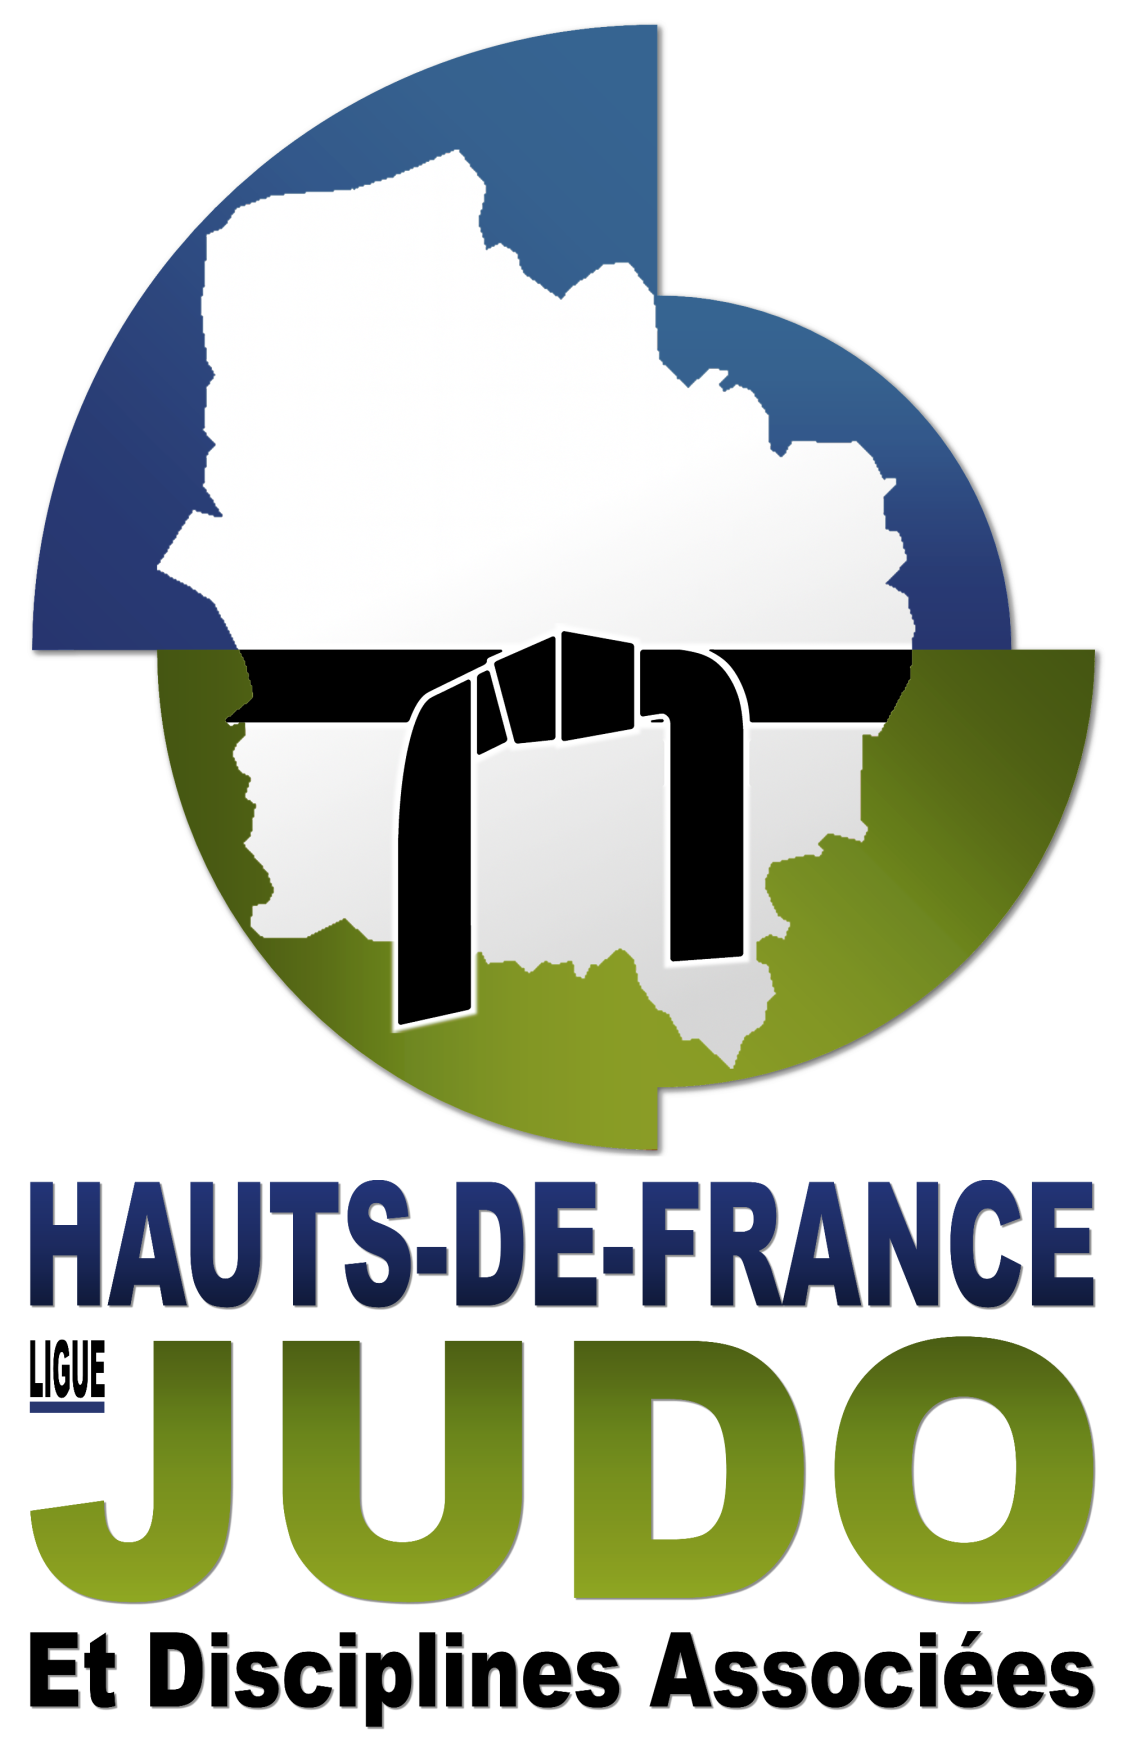 HAUTS-DE-FRANCE
LIGUE
JUDO
Et Disciplines Associées